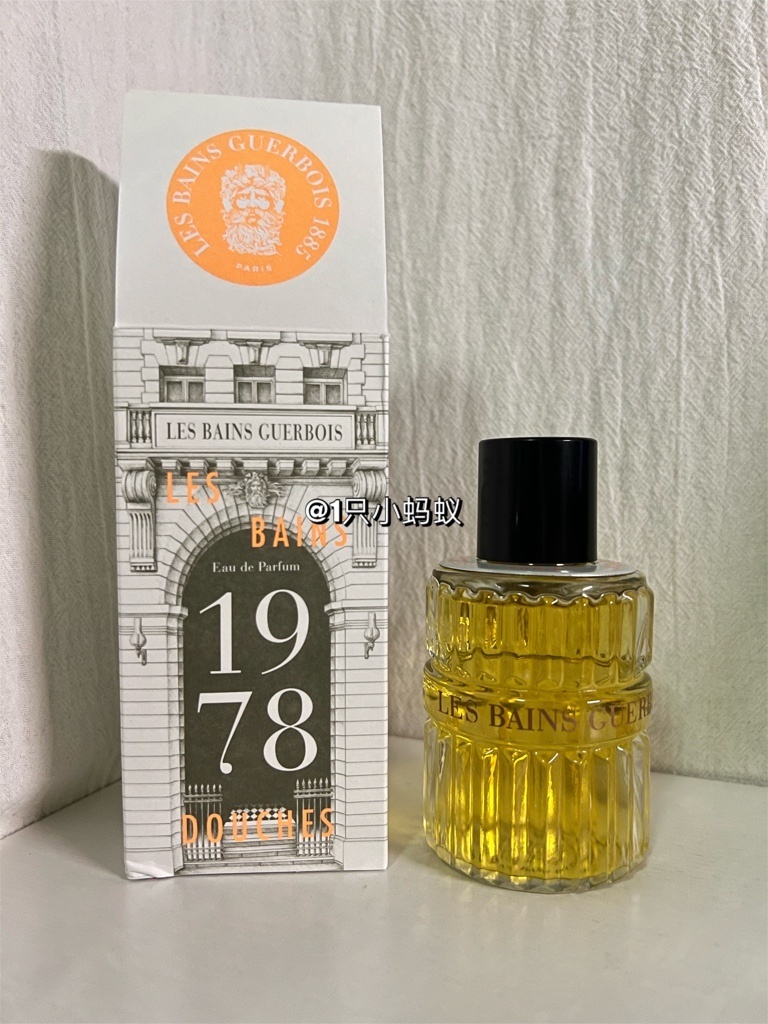 LES BAINS GUERBOIS 1885
PARIS
LES BAINS GUERBOIS
LES
@1只小蚂蚁
BAINS
Eau de Parfum
19
78
DOUCHES
LES BAINS GUER